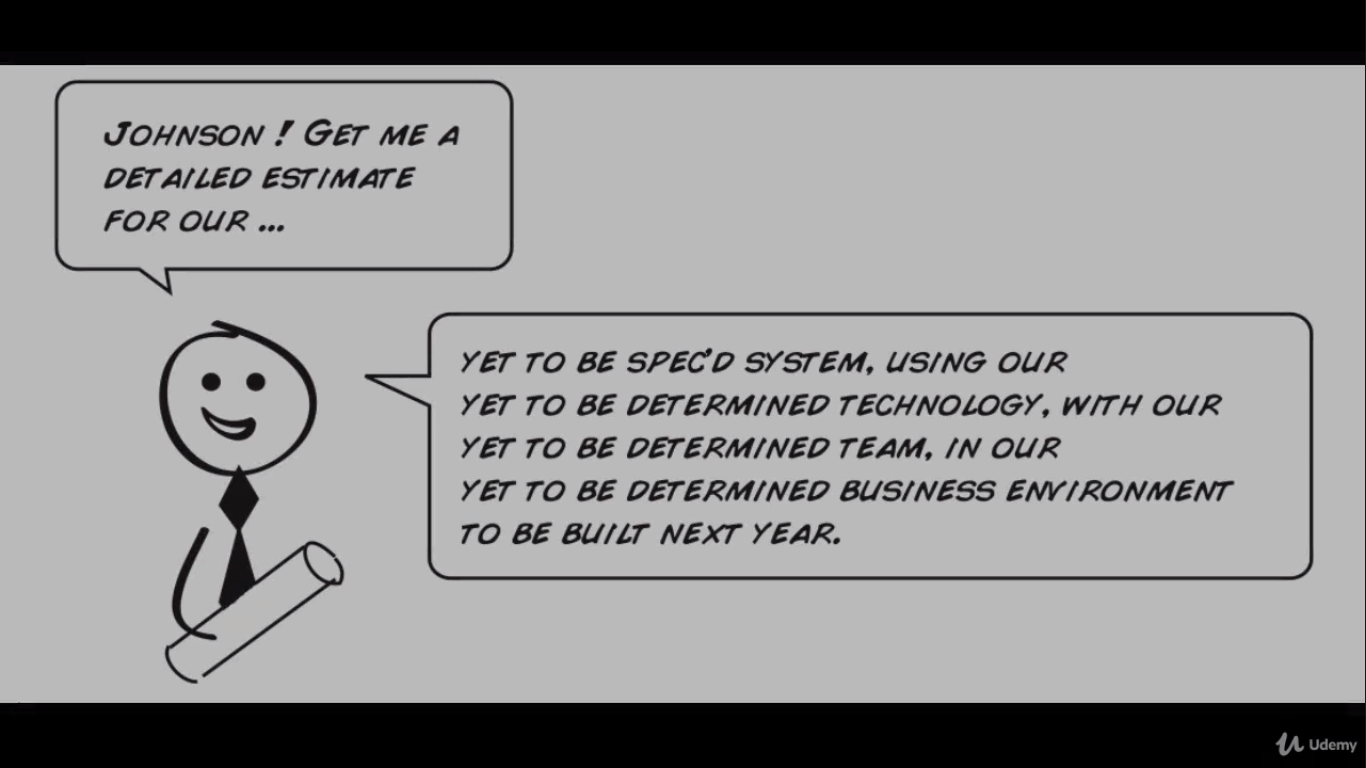 Johnson ! Get me a
detailed estimate
for our ...
yet to be spec'd system, using our
yet to be determined technology, with our
yet to be determined team, in our
yet to be determined business environment
to be built next year.
Udemy